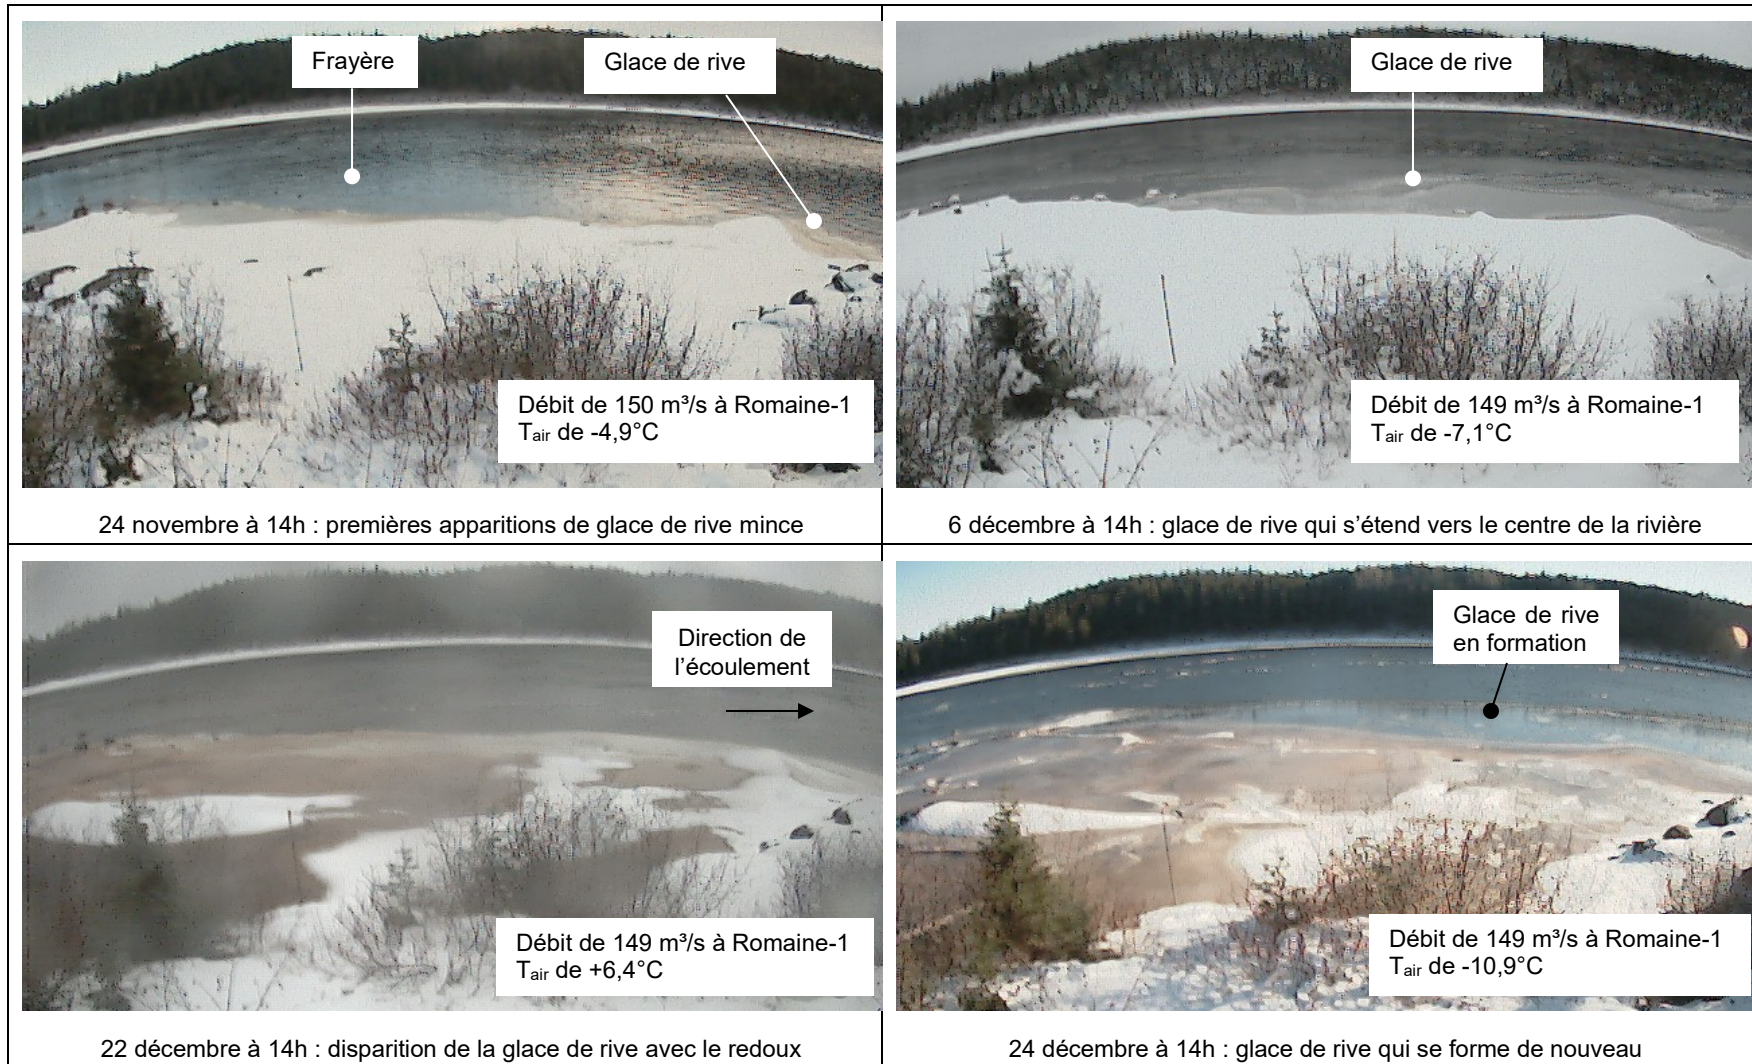 Frayère
Glace de rive
Débit de 150 m³/s à Romaine-1
Tair de -4,9°C
24 novembre à 14h : premières apparitions de glace de rive mince
Glace de rive
Débit de 149 m³/s à Romaine-1
Tair de -7,1°C
6 décembre à 14h : glace de rive qui s’étend vers le centre de la rivière
Direction de
l’écoulement
Débit de 149 m³/s à Romaine-1
Tair de +6,4°C
22 décembre à 14h : disparition de la glace de rive avec le redoux
Glace de rive
en formation
Débit de 149 m³/s à Romaine-1
Tair de -10,9°C
24 décembre à 14h : glace de rive qui se forme de nouveau